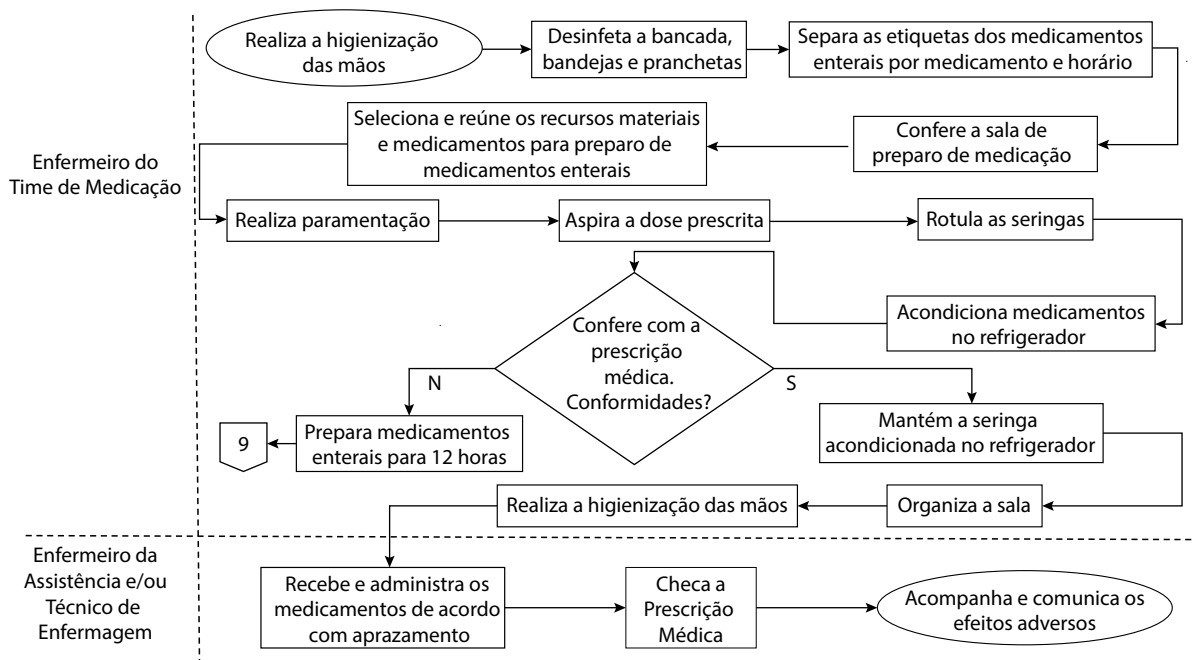 Realiza a higienização
das mãos
Desinfeta a bancada,
bandejas e pranchetas
Separa as etiquetas dos medicamentos
enterais por medicamento e horário
Enfermeiro do
Time de Medicação
Confere a sala de
preparo de medicação
Seleciona e reúne os recursos materiais
e medicamentos para preparo de
medicamentos enterais
Realiza paramentação
Aspira a dose prescrita
Rotula as seringas
Acondiciona medicamentos
no refrigerador
Confere com a
prescrição
médica.
Conformidades?
N
S
Prepara medicamentos
enterais para 12 horas
9
Mantém a seringa
acondicionada no refrigerador
Organiza a sala
Realiza a higienização das mãos
Enfermeiro da
Assistência e/ou
Técnico de
Enfermagem
Recebe e administra os
medicamentos de acordo
com aprazamento
Checa a
Prescrição
Médica
Acompanha e comunica os
efeitos adversos